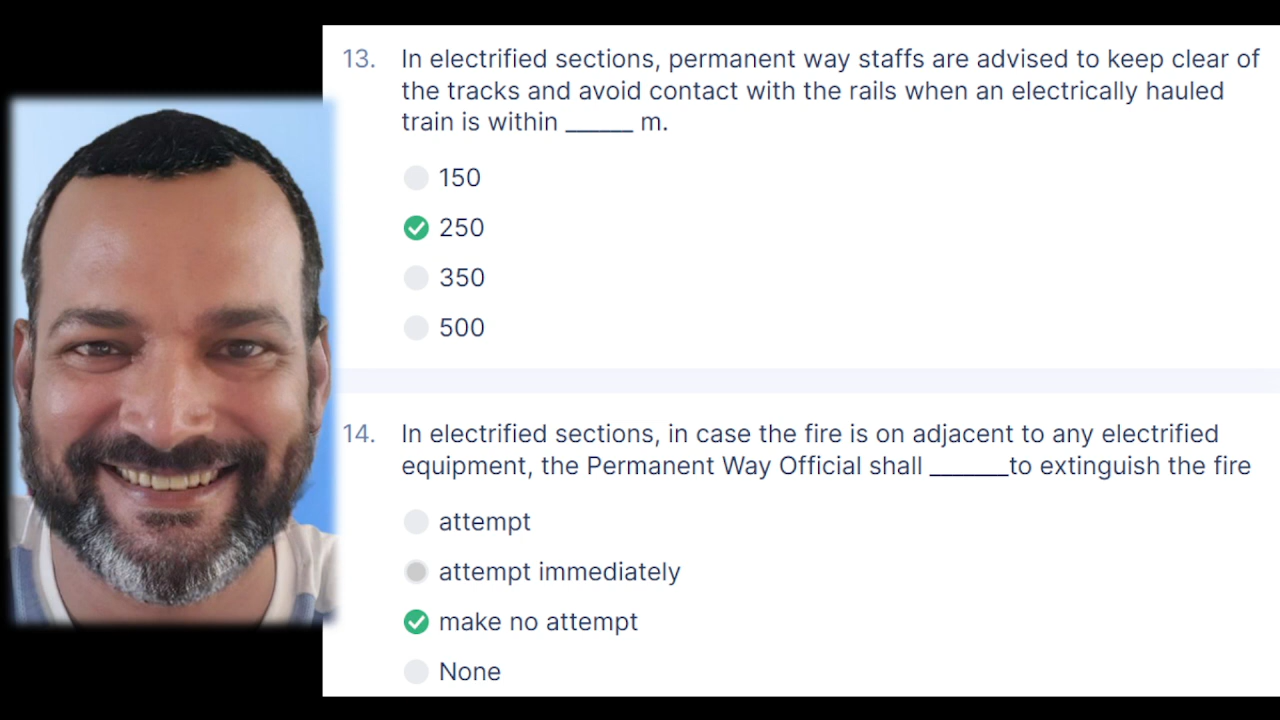 13. In electrified sections, permanent way staffs are advised to keep clear of
the tracks and avoid contact with the rails when an electrically hauled
train is within ______ m.
150
250
350
500
14. In electrified sections, in case the fire is on adjacent to any electrified
equipment, the Permanent Way Official shall _______to extinguish the fire
attempt
attempt immediately
make no attempt
None